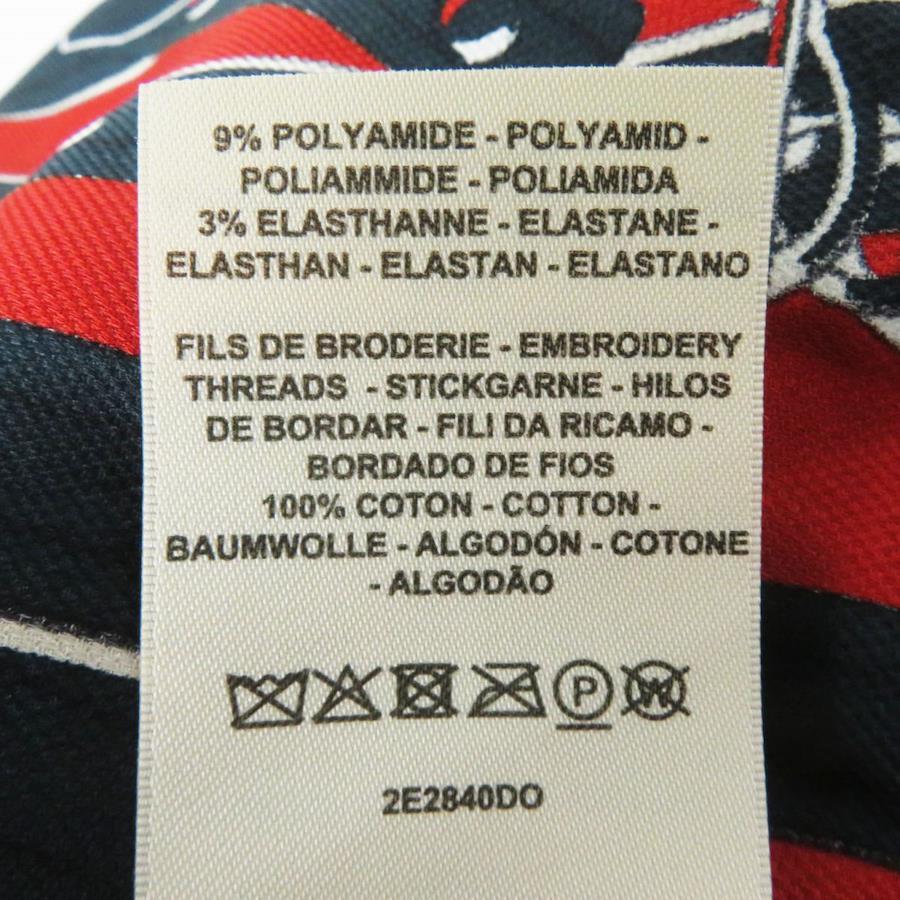 9% POLYAMIDE - POLYAMID -
POLIAMMIDE - POLIAMIDA
3% ELASTHANNE - ELASTANE -
ELASTHAN - ELASTAN - ELASTANO
FILS DE BRODERIE - EMBROIDERY
THREADS - STICKGARNE - HILOS
DE BORDAR - FILI DA RICAMO -
BORDADO DE FIOS
100% COTON - COTTON -
BAUMWOLLE - ALGODÓN - COTONE
- ALGODÃO
P W
2E2840DO